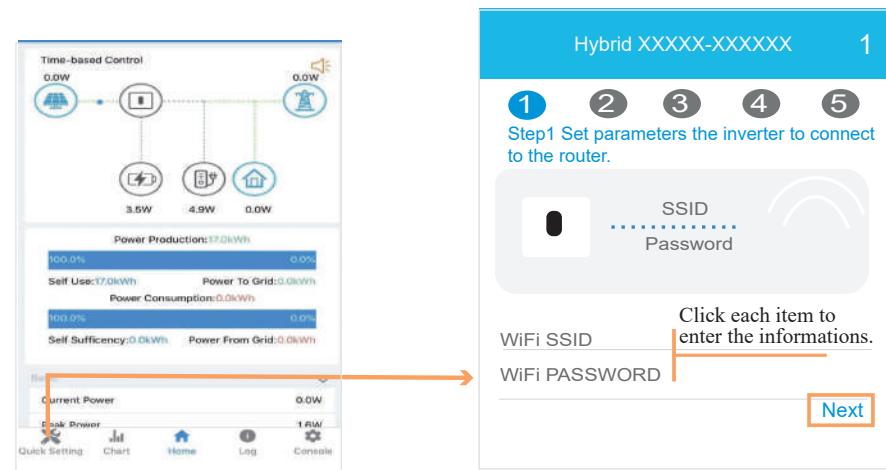 Time-based Control
0.0W
0.0W
3.5W 4.9W 0.0W
Power Production:17.0kWh
100.0% 0.0%
Self Use:17.0kWh Power To Grid:0.0kWh
Power Consumption:0.0kWh
100.0% 0.0%
Self Sufficency:0.0kWh Power From Grid:0.0kWh
Basic
Current Power 0.0W
Peak Power 1.6W
Quick Setting Chart Home Log Console
Hybrid XXXXX-XXXXXX 1
1 2 3 4 5
Step1 Set parameters the inverter to connect
to the router.
SSID
Password
Click each item to
enter the informations.
WiFi SSID
WiFi PASSWORD
Next